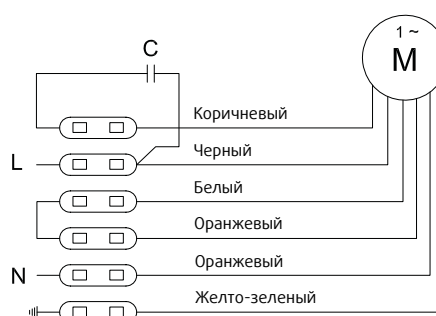 C
1 ~
M
Коричневый
L
Черный
Белый
Оранжевый
N
Оранжевый
Желто-зеленый